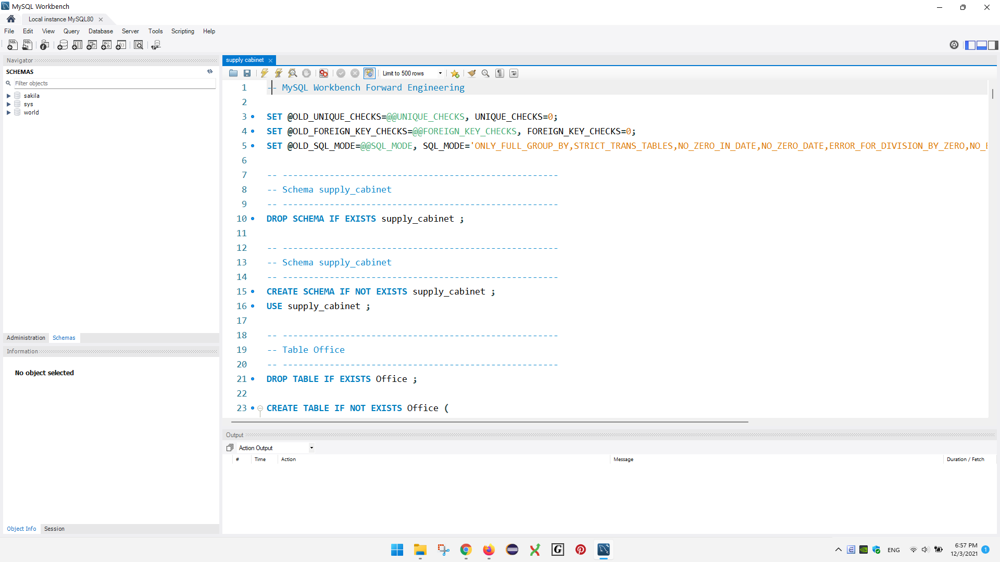 MySQL Workbench
Local instance MySQL80
File Edit View Query Database Server Tools Scripting Help
Navigator
SCHEMAS
Filter objects
sakila
sys
world
Administration Schemas
Information
No object selected
Object Info Session
supply cabinet
Limit to 500 rows
1 -- MySQL Workbench Forward Engineering
2
3 SET @OLD_UNIQUE_CHECKS=@@UNIQUE_CHECKS, UNIQUE_CHECKS=0;
4 SET @OLD_FOREIGN_KEY_CHECKS=@@FOREIGN_KEY_CHECKS, FOREIGN_KEY_CHECKS=0;
5 SET @OLD_SQL_MODE=@@SQL_MODE, SQL_MODE='ONLY_FULL_GROUP_BY,STRICT_TRANS_TABLES,NO_ZERO_IN_DATE,NO_ZERO_DATE,ERROR_FOR_DIVISION_BY_ZERO,NO_E
6
7 -- -----------------------------------------------------
8 -- Schema supply_cabinet
9 -- -----------------------------------------------------
10 DROP SCHEMA IF EXISTS supply_cabinet ;
11
12 -- -----------------------------------------------------
13 -- Schema supply_cabinet
14 -- -----------------------------------------------------
15 CREATE SCHEMA IF NOT EXISTS supply_cabinet ;
16 USE supply_cabinet ;
17
18 -- -----------------------------------------------------
19 -- Table Office
20 -- -----------------------------------------------------
21 DROP TABLE IF EXISTS Office ;
22
23 CREATE TABLE IF NOT EXISTS Office (
Output
Action Output
# Time Action Message Duration / Fetch
ENG
6:57 PM
12/3/2021
1